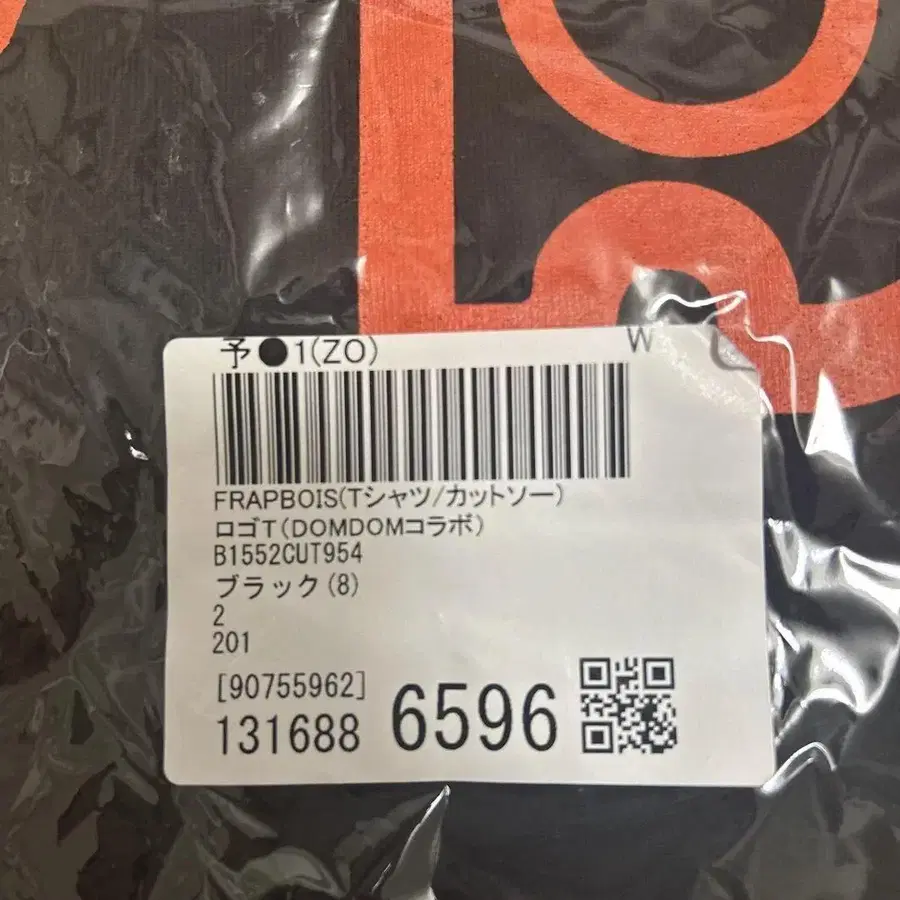 予●1(ZO) W
FRAPBOIS(Tシャツ/カットソー)
ロゴT(DOMDOMコラボ)
B1552CUT954
ブラック(8)
2
201
[90755962]
131688 6596